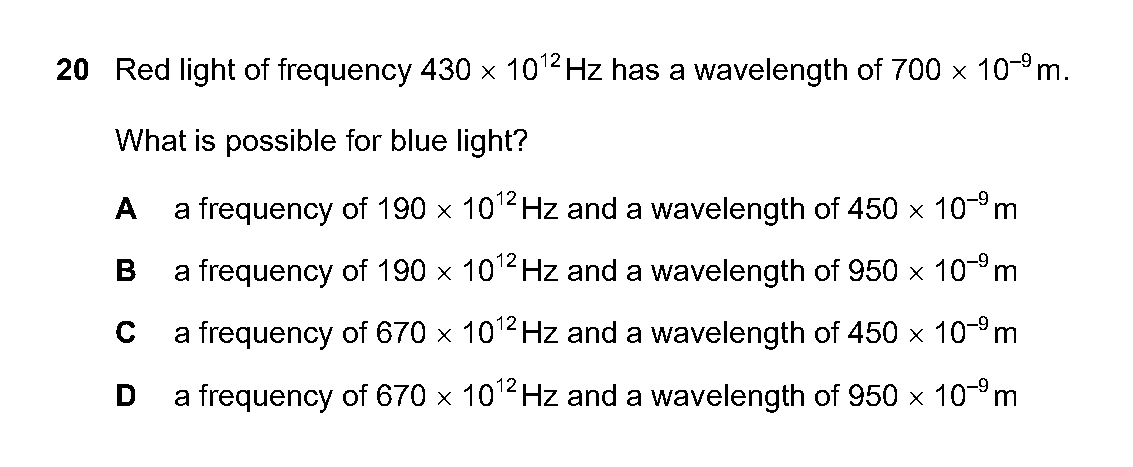 20 Red light of frequency 430 × 10¹² Hz has a wavelength of 700 × 10⁻⁹ m.
What is possible for blue light?
A a frequency of 190 × 10¹² Hz and a wavelength of 450 × 10⁻⁹ m
B a frequency of 190 × 10¹² Hz and a wavelength of 950 × 10⁻⁹ m
C a frequency of 670 × 10¹² Hz and a wavelength of 450 × 10⁻⁹ m
D a frequency of 670 × 10¹² Hz and a wavelength of 950 × 10⁻⁹ m